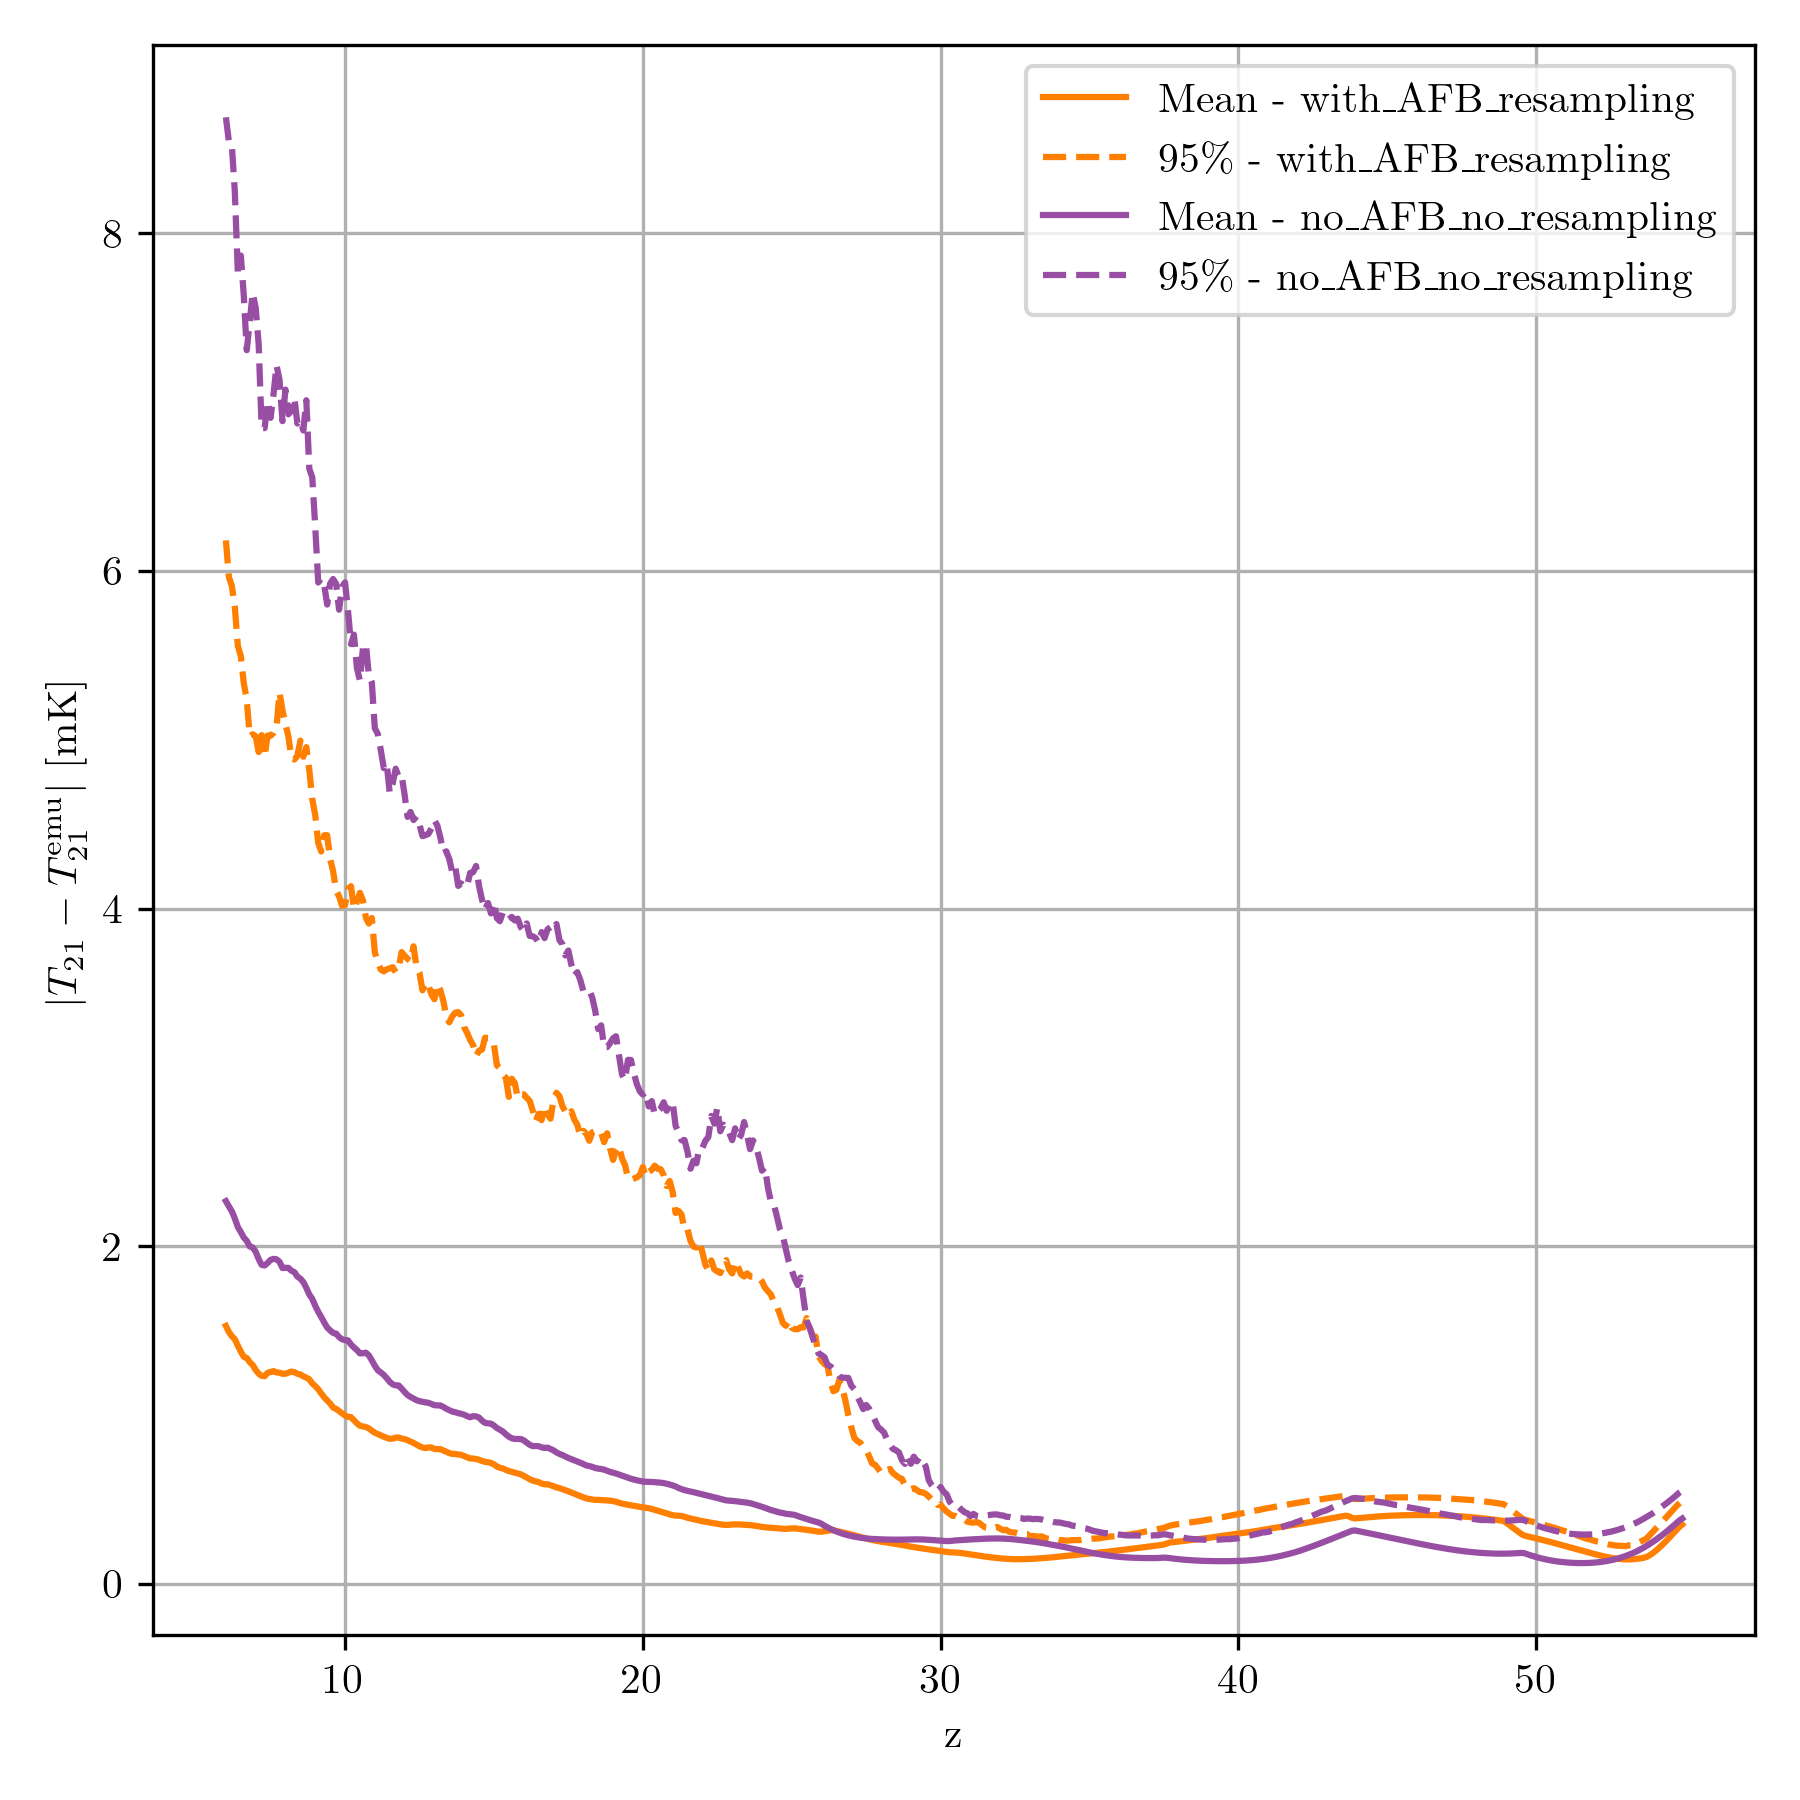 Mean - with_AFB_resampling
95% - with_AFB_resampling
Mean - no_AFB_no_resampling
95% - no_AFB_no_resampling
8
6
4
2
0
|T₂₁ − T₂₁ᵉᵐᵘ| [mK]
10 20 30 40 50
z